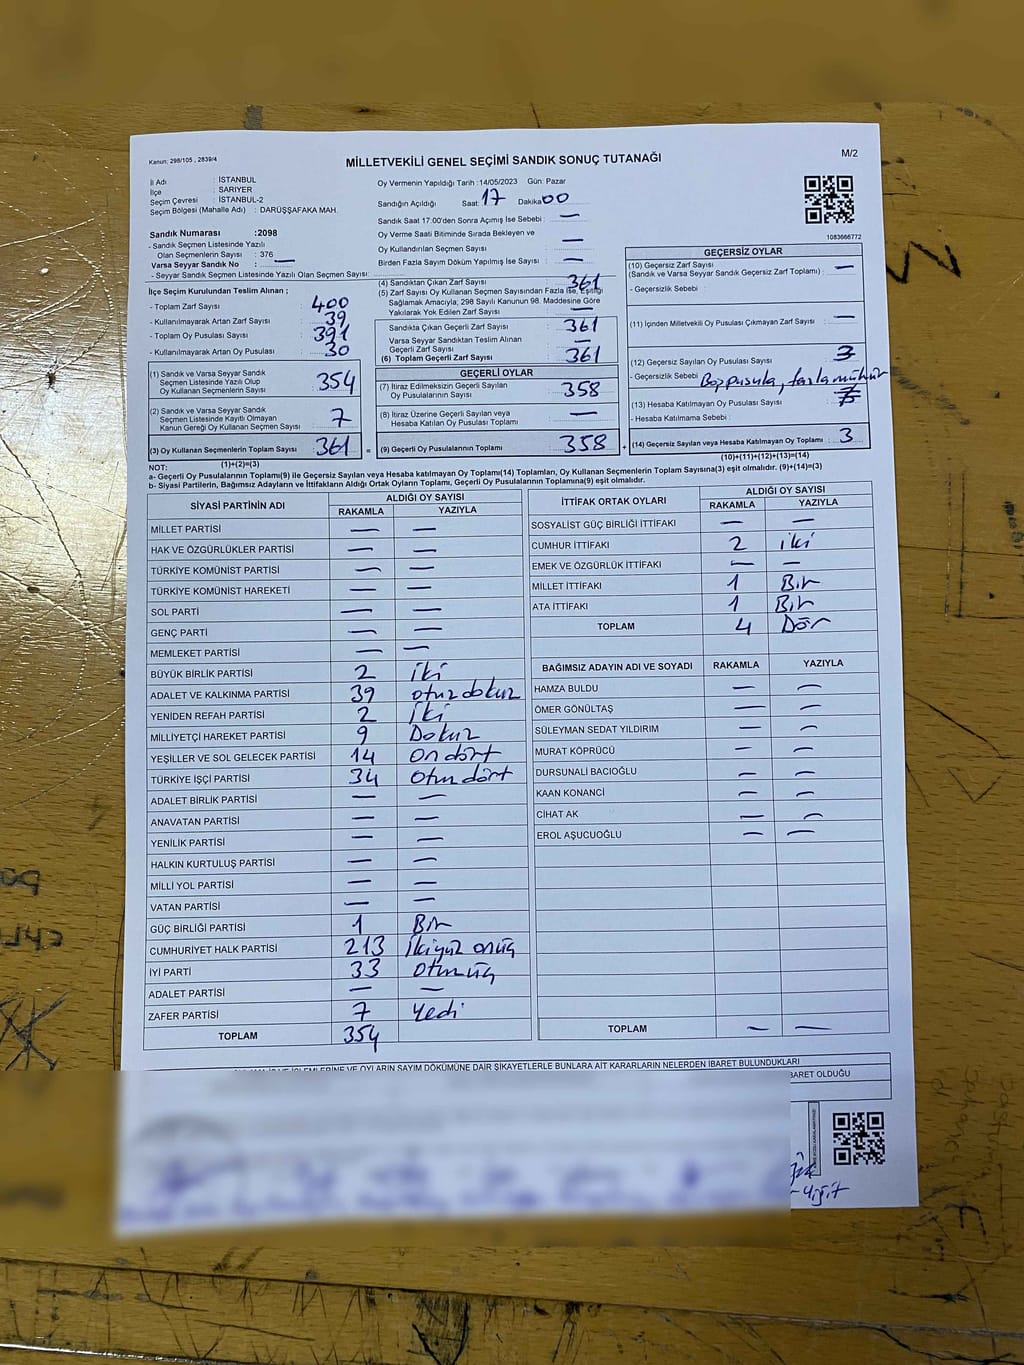 Kanun: 298/105 , 2839/4
MİLLETVEKİLİ GENEL SEÇİMİ SANDIK SONUÇ TUTANAĞI
M/2
İl Adı : İSTANBUL
İlçe : SARIYER
Seçim Çevresi : İSTANBUL-2
Seçim Bölgesi (Mahalle Adı) : DARÜŞŞAFAKA MAH.
Sandık Numarası :2098
- Sandık Seçmen Listesinde Yazılı
Olan Seçmenlerin Sayısı : 376
Varsa Seyyar Sandık No : —
- Seyyar Sandık Seçmen Listesinde Yazılı Olan Seçmen Sayısı:
Oy Vermenin Yapıldığı Tarih :14/05/2023 Gün: Pazar
Sandığın Açıldığı Saat: 17 Dakika 00
Sandık Saat 17:00'den Sonra Açımış İse Sebebi : —
Oy Verme Saati Bitiminde Sırada Bekleyen ve
Oy Kullandırılan Seçmen Sayısı : —
Birden Fazla Sayım Döküm Yapılmış İse Sayısı : —
1083666772
İlçe Seçim Kurulundan Teslim Alınan ;
- Toplam Zarf Sayısı : 400
- Kullanılmayarak Artan Zarf Sayısı : 39
- Toplam Oy Pusulası Sayısı : 391
- Kullanılmayarak Artan Oy Pusulası : 30
(1) Sandık ve Varsa Seyyar Sandık
Seçmen Listesinde Yazılı Olup
Oy Kullanan Seçmenlerin Sayısı : 354
(2) Sandık ve Varsa Seyyar Sandık
Seçmen Listesinde Kayıtlı Olmayan
Kanun Gereği Oy Kullanan Seçmen Sayısı : 7
(3) Oy Kullanan Seçmenlerin Toplam Sayısı : 361
(1)+(2)=(3)
(4) Sandıktan Çıkan Zarf Sayısı : 361
(5) Zarf Sayısı Oy Kullanan Seçmen Sayısından Fazla İse, Eşitliği
Sağlamak Amacıyla, 298 Sayılı Kanunun 98. Maddesine Göre
Yakılarak Yok Edilen Zarf Sayısı : —
Sandıkta Çıkan Geçerli Zarf Sayısı : 361
Varsa Seyyar Sandıktan Teslim Alınan
Geçerli Zarf Sayısı : —
(6) Toplam Geçerli Zarf Sayısı : 361
GEÇERLİ OYLAR
(7) İtiraz Edilmeksizin Geçerli Sayılan
Oy Pusulasının Sayısı : 358
(8) İtiraz Üzerine Geçerli Sayılan veya
Hesaba Katılan Oy Pusulası Toplamı : —
= (9) Geçerli Oy Pusulalarının Toplamı : 358 +
GEÇERSİZ OYLAR
(10) Geçersiz Zarf Sayısı
(Sandık ve Varsa Seyyar Sandık Geçersiz Zarf Toplamı) : —
- Geçersizlik Sebebi :
(11) İçinden Milletvekili Oy Pusulası Çıkmayan Zarf Sayısı : —
(12) Geçersiz Sayılan Oy Pusulası Sayısı : 3
- Geçersizlik Sebebi : Boş pusula, fazla mühür
(13) Hesaba Katılmayan Oy Pusulası Sayısı :
- Hesaba Katılmama Sebebi :
(14) Geçersiz Sayılan veya Hesaba Katılmayan Oy Toplamı : 3
(10)+(11)+(12)+(13)=(14)
NOT:
a- Geçerli Oy Pusulalarının Toplamı(9) ile Geçersiz Sayılan veya Hesaba katılmayan Oy Toplamı(14) Toplamları, Oy Kullanan Seçmenlerin Toplam Sayısına(3) eşit olmalıdır. (9)+(14)=(3)
b- Siyasi Partilerin, Bağımsız Adayların ve İttifakların Aldığı Ortak Oyların Toplamı, Geçerli Oy Pusulalarının Toplamına(9) eşit olmalıdır.
SİYASİ PARTİNİN ADI ALDIĞI OY SAYISI
RAKAMLA YAZIYLA
MİLLET PARTİSİ — —
HAK VE ÖZGÜRLÜKLER PARTİSİ — —
TÜRKİYE KOMÜNİST PARTİSİ — —
TÜRKİYE KOMÜNİST HAREKETİ — —
SOL PARTİ — —
GENÇ PARTİ — —
MEMLEKET PARTİSİ — —
BÜYÜK BİRLİK PARTİSİ 2 iki
ADALET VE KALKINMA PARTİSİ 39 otuz dokuz
YENİDEN REFAH PARTİSİ 2 iki
MİLLİYETÇİ HAREKET PARTİSİ 9 Dokuz
YEŞİLLER VE SOL GELECEK PARTİSİ 14 on dört
TÜRKİYE İŞÇİ PARTİSİ 34 otuz dört
ADALET BİRLİK PARTİSİ — —
ANAVATAN PARTİSİ — —
YENİLİK PARTİSİ — —
HALKIN KURTULUŞ PARTİSİ — —
MİLLİ YOL PARTİSİ — —
VATAN PARTİSİ — —
GÜÇ BİRLİĞİ PARTİSİ 1 Bir
CUMHURİYET HALK PARTİSİ 213 ikiyüz onüç
İYİ PARTİ 33 otuz üç
ADALET PARTİSİ — —
ZAFER PARTİSİ 7 Yedi
TOPLAM 354
İTTİFAK ORTAK OYLARI ALDIĞI OY SAYISI
RAKAMLA YAZIYLA
SOSYALİST GÜÇ BİRLİĞİ İTTİFAKI — —
CUMHUR İTTİFAKI 2 iki
EMEK VE ÖZGÜRLÜK İTTİFAKI — —
MİLLET İTTİFAKI 1 Bir
ATA İTTİFAKI 1 Bir
TOPLAM 4 Dör
BAĞIMSIZ ADAYIN ADI VE SOYADI RAKAMLA YAZIYLA
HAMZA BULDU — —
ÖMER GÖNÜLTAŞ — —
SÜLEYMAN SEDAT YILDIRIM — —
MURAT KÖPRÜCÜ — —
DURSUNALİ BACIOĞLU — —
KAAN KONANCİ — —
CİHAT AK — —
EROL AŞUCUOĞLU — —
TOPLAM — —
İŞLEMLERİNE VE OYLARIN SAYIM DÖKÜMÜNE DAİR ŞİKAYETLERLE BUNLARA AİT KARARLARIN NELERDEN İBARET BULUNDUKLARI
İBARET OLDUĞU
Yiğit